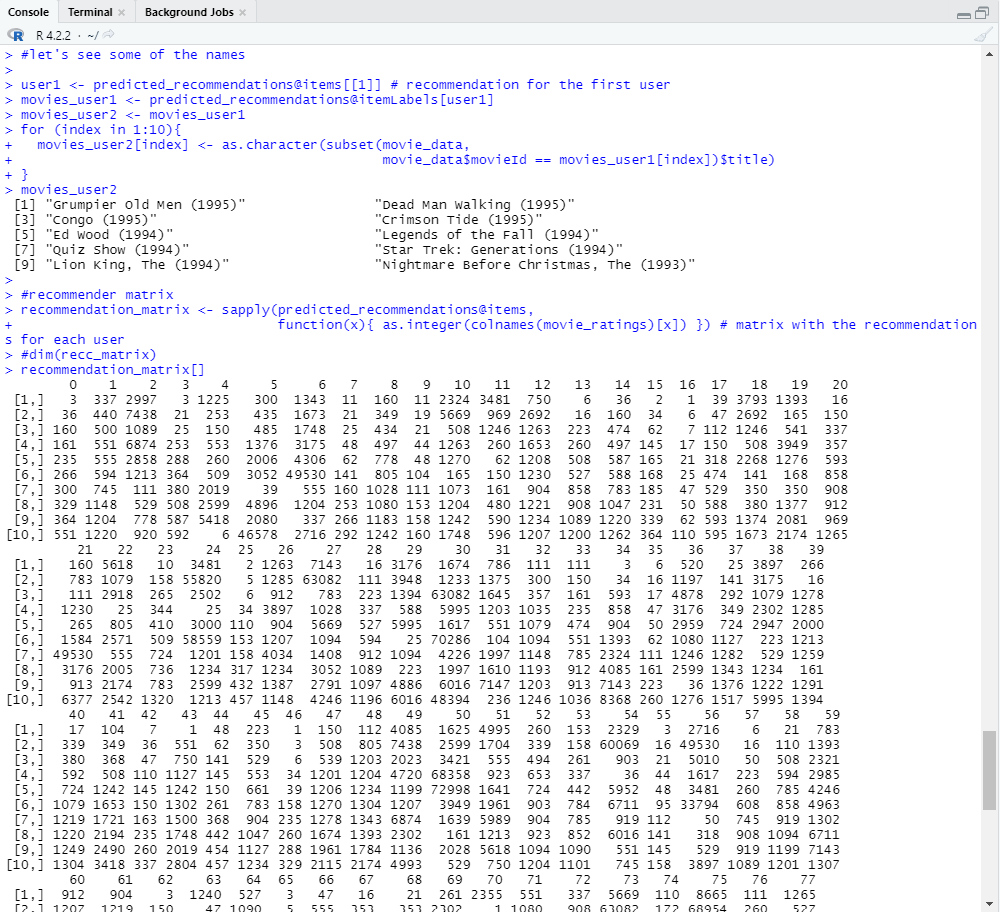 Console Terminal × Background Jobs ×
R 4.2.2 · ~/
> #let's see some of the names
>
> user1 <- predicted_recommendations@items[[1]] # recommendation for the first user
> movies_user1 <- predicted_recommendations@itemLabels[user1]
> movies_user2 <- movies_user1
> for (index in 1:10){
+   movies_user2[index] <- as.character(subset(movie_data,
+                                              movie_data$movieId == movies_user1[index])$title)
+ }
> movies_user2
 [1] "Grumpier Old Men (1995)"                "Dead Man Walking (1995)"
 [3] "Congo (1995)"                           "Crimson Tide (1995)"
 [5] "Ed Wood (1994)"                         "Legends of the Fall (1994)"
 [7] "Quiz Show (1994)"                       "Star Trek: Generations (1994)"
 [9] "Lion King, The (1994)"                  "Nightmare Before Christmas, The (1993)"
>
> #recommender matrix
> recommendation_matrix <- sapply(predicted_recommendations@items,
+                                 function(x){ as.integer(colnames(movie_ratings)[x]) }) # matrix with the recommendation
s for each user
> #dim(recc_matrix)
> recommendation_matrix[]
0 1 2 3 4 5 6 7 8 9 10 11 12 13 14 15 16 17 18 19 20
[1,] 3 337 2997 3 1225 300 1343 11 160 11 2324 3481 750 6 36 2 1 39 3793 1393 16
[2,] 36 440 7438 21 253 435 1673 21 349 19 5669 969 2692 16 160 34 6 47 2692 165 150
[3,] 160 500 1089 25 150 485 1748 25 434 21 508 1246 1263 223 474 62 7 112 1246 541 337
[4,] 161 551 6874 253 553 1376 3175 48 497 44 1263 260 1653 260 497 145 17 150 508 3949 357
[5,] 235 555 2858 288 260 2006 4306 62 778 48 1270 62 1208 508 587 165 21 318 2268 1276 593
[6,] 266 594 1213 364 509 3052 49530 141 805 104 165 150 1230 527 588 168 25 474 141 168 858
[7,] 300 745 111 380 2019 39 555 160 1028 111 1073 161 904 858 783 185 47 529 350 350 908
[8,] 329 1148 529 508 2599 4896 1204 253 1080 153 1204 480 1221 908 1047 231 50 588 380 1377 912
[9,] 364 1204 778 587 5418 2080 337 266 1183 158 1242 590 1234 1089 1220 339 62 593 1374 2081 969
[10,] 551 1220 920 592 6 46578 2716 292 1242 160 1748 596 1207 1200 1262 364 110 595 1673 2174 1265
21 22 23 24 25 26 27 28 29 30 31 32 33 34 35 36 37 38 39
[1,] 160 5618 10 3481 2 1263 7143 16 3176 1674 786 111 111 3 6 520 25 3897 266
[2,] 783 1079 158 55820 5 1285 63082 111 3948 1233 1375 300 150 34 16 1197 141 3175 16
[3,] 111 2918 265 2502 6 912 783 223 1394 63082 1645 357 161 593 17 4878 292 1079 1278
[4,] 1230 25 344 25 34 3897 1028 337 588 5995 1203 1035 235 858 47 3176 349 2302 1285
[5,] 265 805 410 3000 110 904 5669 527 5995 1617 551 1079 474 904 50 2959 724 2947 2000
[6,] 1584 2571 509 58559 153 1207 1094 594 25 70286 104 1094 551 1393 62 1080 1127 223 1213
[7,] 49530 555 724 1201 158 4034 1408 912 1094 4226 1997 1148 785 2324 111 1246 1282 529 1259
[8,] 3176 2005 736 1234 317 1234 3052 1089 223 1997 1610 1193 912 4085 161 2599 1343 1234 161
[9,] 913 2174 783 2599 432 1387 2791 1097 4886 6016 7147 1203 913 7143 223 36 1376 1222 1291
[10,] 6377 2542 1320 1213 457 1148 4246 1196 6016 48394 236 1246 1036 8368 260 1276 1517 5995 1394
40 41 42 43 44 45 46 47 48 49 50 51 52 53 54 55 56 57 58 59
[1,] 17 104 7 1 48 223 1 150 112 4085 1625 4995 260 153 2329 3 2716 6 21 783
[2,] 339 349 36 551 62 350 3 508 805 7438 2599 1704 339 158 60069 16 49530 16 110 1393
[3,] 380 368 47 750 141 529 6 539 1203 2023 3421 555 494 261 903 21 5010 50 508 2321
[4,] 592 508 110 1127 145 553 34 1201 1204 4720 68358 923 653 337 36 44 1617 223 594 2985
[5,] 724 1242 145 1242 150 661 39 1206 1234 1199 72998 1641 724 442 5952 48 3481 260 785 4246
[6,] 1079 1653 150 1302 261 783 158 1270 1304 1207 3949 1961 903 784 6711 95 33794 608 858 4963
[7,] 1219 1721 163 1500 368 904 235 1278 1343 6874 1639 5989 904 785 919 112 50 745 919 1302
[8,] 1220 2194 235 1748 442 1047 260 1674 1393 2302 161 1213 923 852 6016 141 318 908 1094 6711
[9,] 1249 2490 260 2019 454 1127 288 1961 1784 1136 2028 5618 1094 1090 551 145 529 919 1199 7143
[10,] 1304 3418 337 2804 457 1234 329 2115 2174 4993 529 750 1204 1101 745 158 3897 1089 1201 1307
60 61 62 63 64 65 66 67 68 69 70 71 72 73 74 75 76 77
[1,] 912 904 3 1240 527 3 47 16 21 261 2355 551 337 5669 110 8665 111 1265
[2,] 1207 1219 150 47 1090 5 555 353 353 2302 1 1080 908 63082 172 68954 260 527